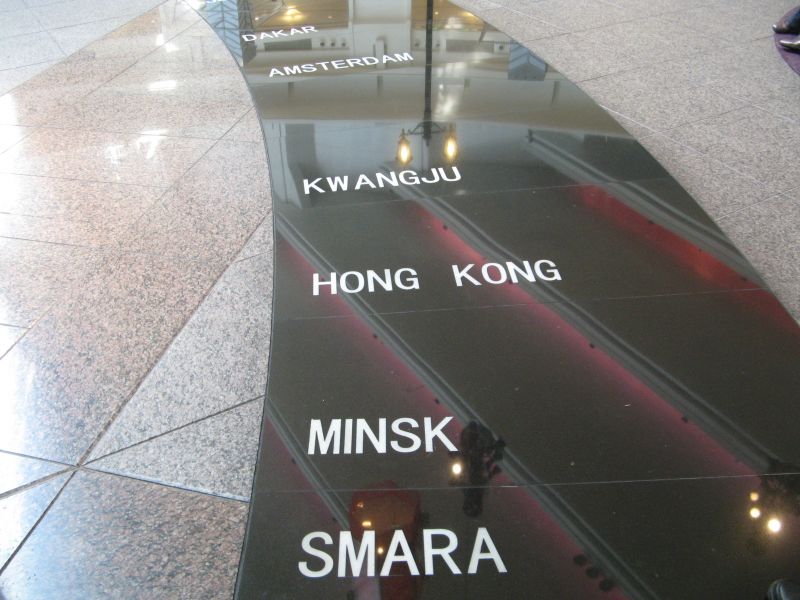 DAKAR
AMSTERDAM
KWANGJU
HONG KONG
MINSK
SMARA